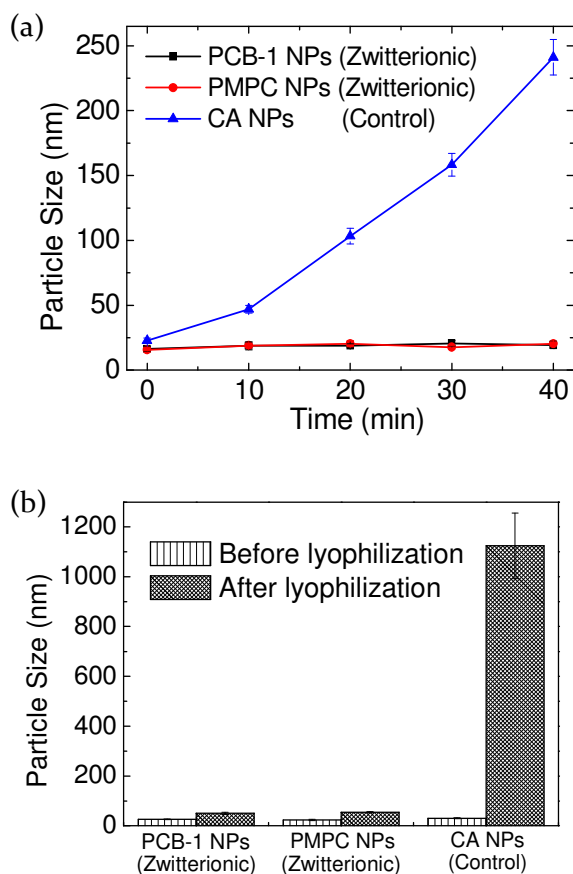 (a)
250
200
150
100
50
0
Particle Size (nm)
PCB-1 NPs (Zwitterionic)
PMPC NPs (Zwitterionic)
CA NPs (Control)
0 10 20 30 40
Time (min)
(b)
1200
1000
800
600
400
200
0
Particle Size (nm)
Before lyophilization
After lyophilization
PCB-1 NPs PMPC NPs CA NPs
(Zwitterionic) (Zwitterionic) (Control)